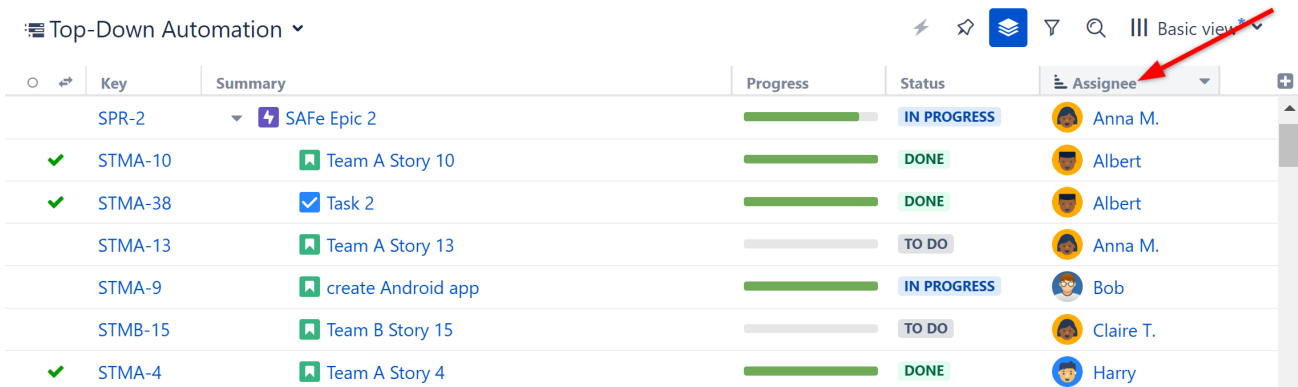 Top-Down Automation
Basic view
Key Summary Progress Status Assignee
SPR-2 SAFe Epic 2 IN PROGRESS Anna M.
STMA-10 Team A Story 10 DONE Albert
STMA-38 Task 2 DONE Albert
STMA-13 Team A Story 13 TO DO Anna M.
STMA-9 create Android app IN PROGRESS Bob
STMB-15 Team B Story 15 TO DO Claire T.
STMA-4 Team A Story 4 DONE Harry